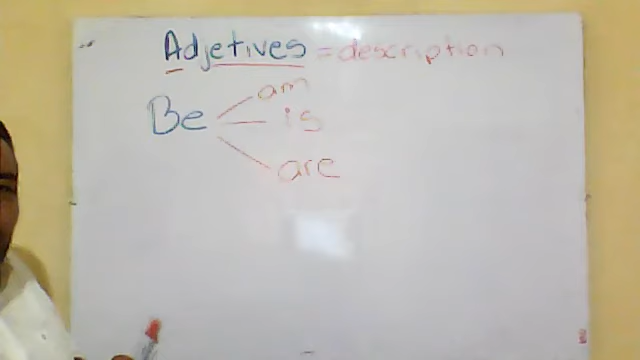 Adjetives = description
am
Be is
are